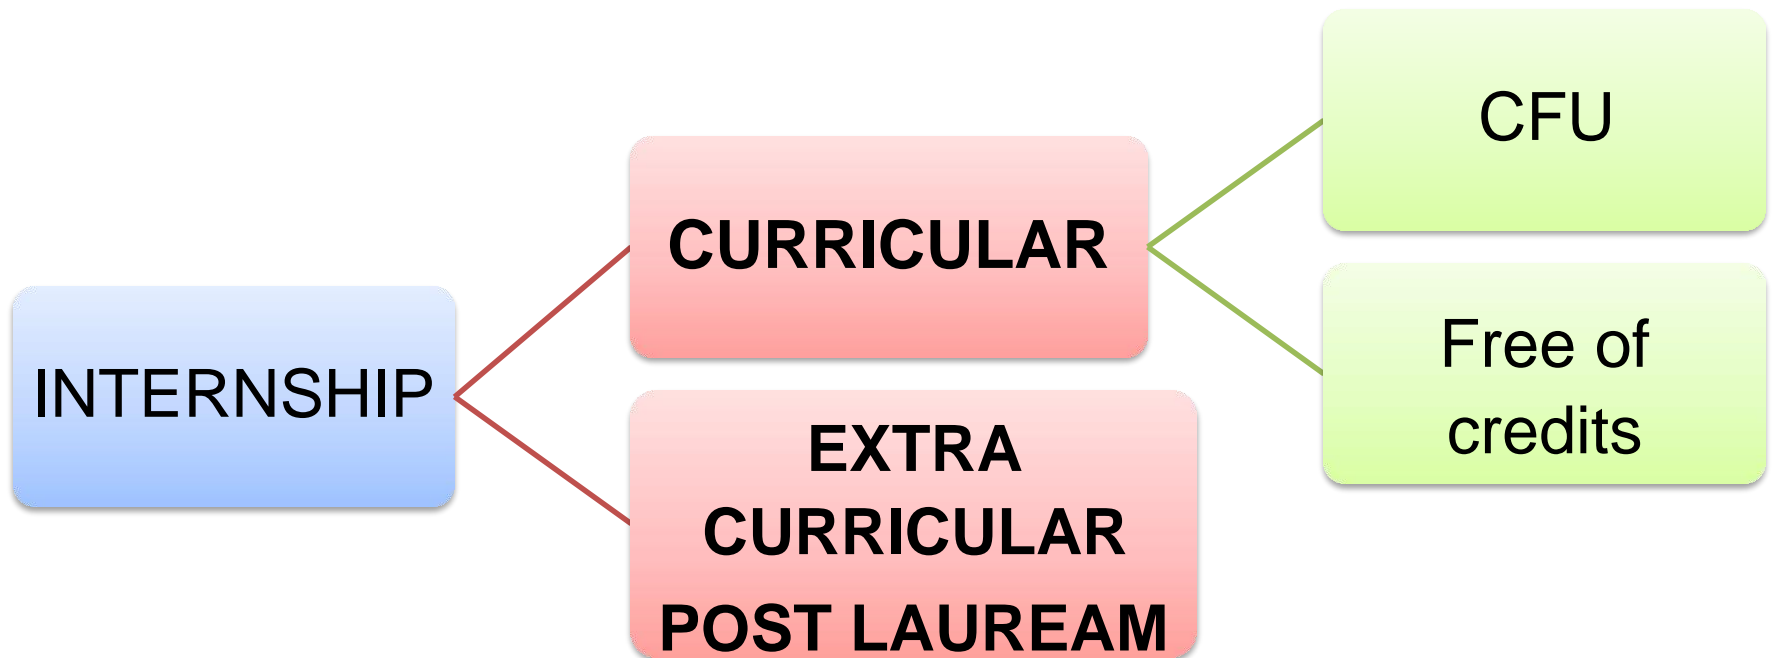 INTERNSHIP
CURRICULAR
EXTRA
CURRICULAR
POST LAUREAM
CFU
Free of
credits